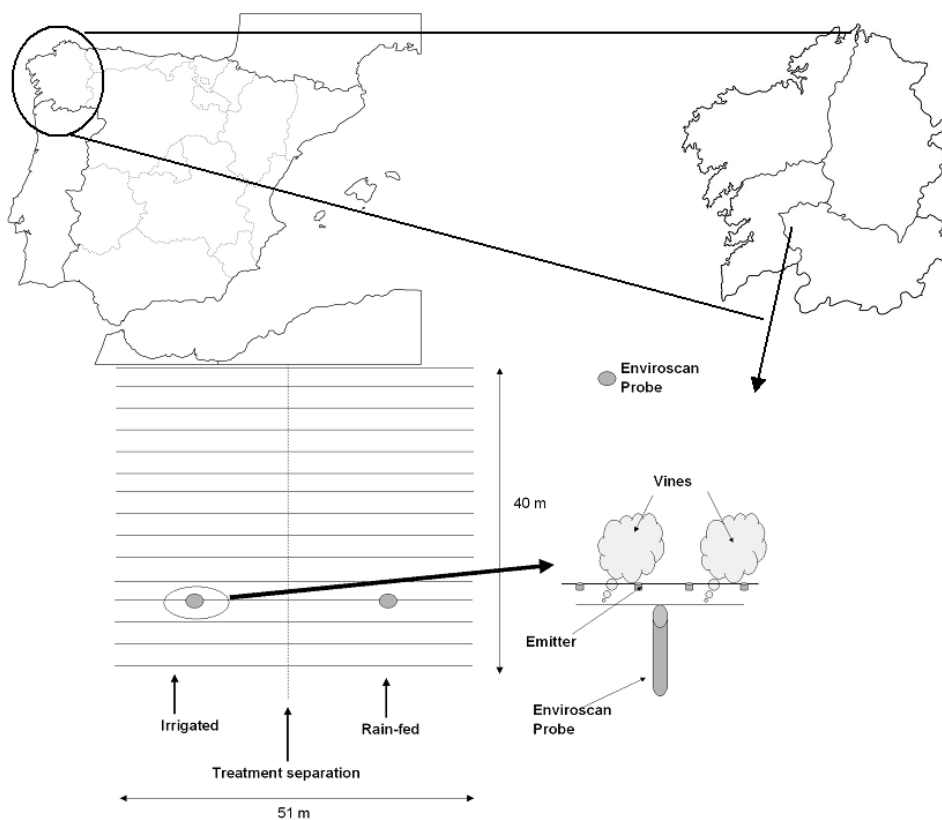 Enviroscan
Probe
Vines
40 m
Emitter
Enviroscan
Probe
Irrigated
Rain-fed
Treatment separation
51 m